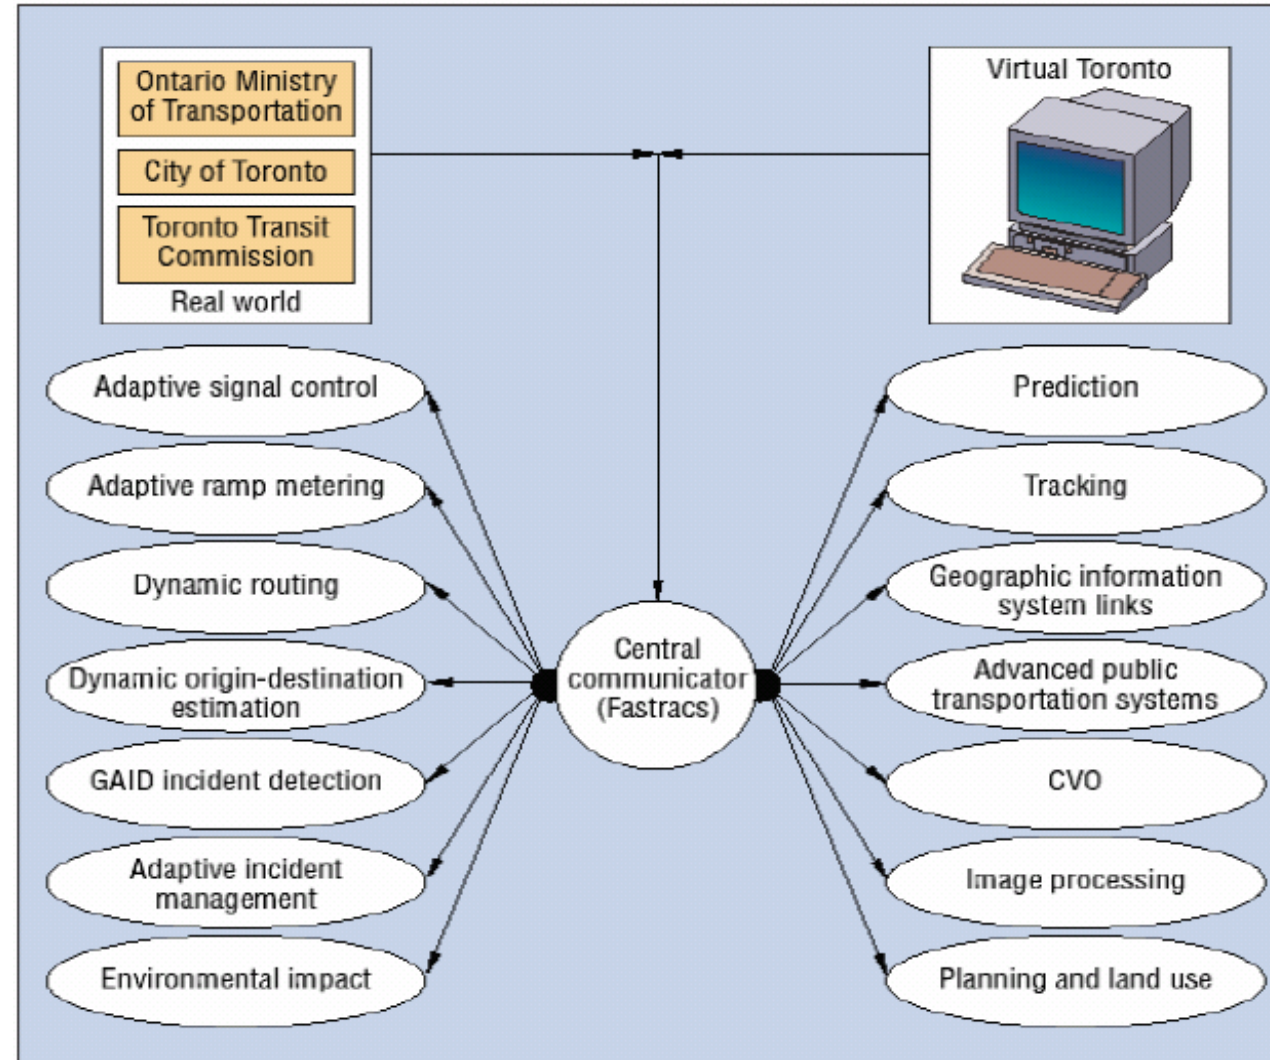 Ontario Ministry
of Transportation
City of Toronto
Toronto Transit
Commission
Real world
Virtual Toronto
Adaptive signal control
Adaptive ramp metering
Dynamic routing
Dynamic origin-destination
estimation
GAID incident detection
Adaptive incident
management
Environmental impact
Central
communicator
(Fastracs)
Prediction
Tracking
Geographic information
system links
Advanced public
transportation systems
CVO
Image processing
Planning and land use